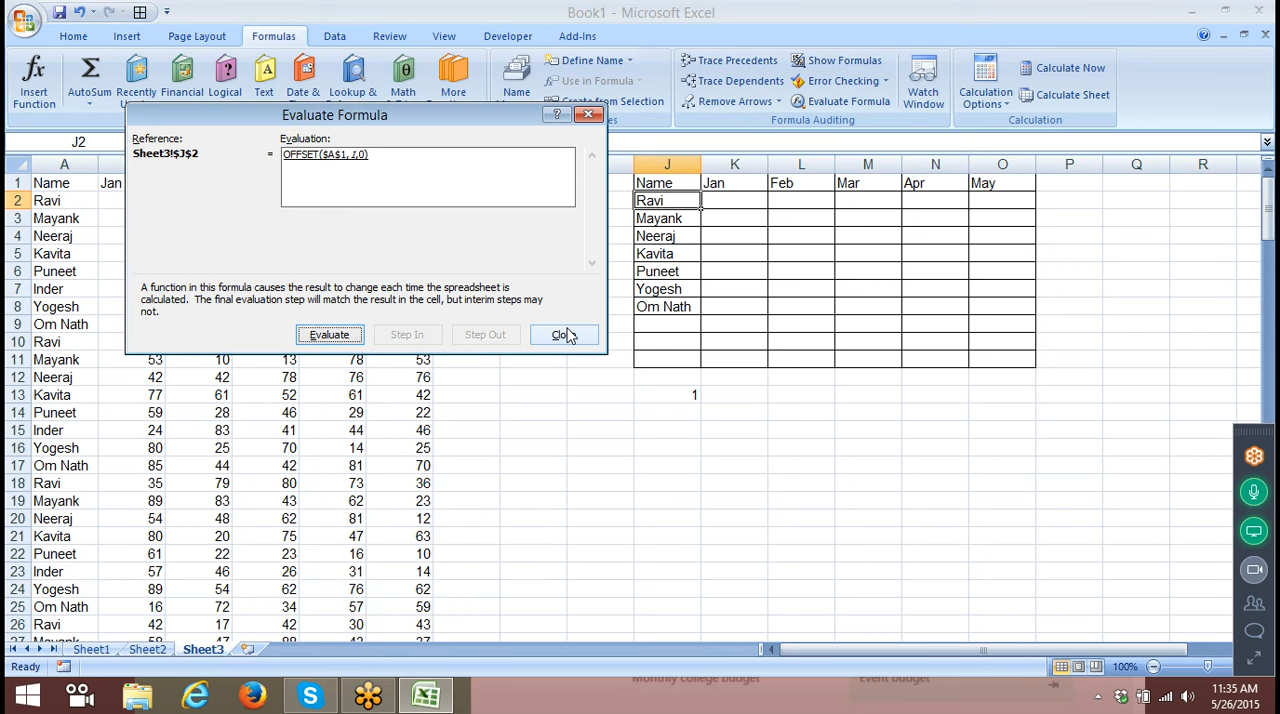 Book1 - Microsoft Excel
Home Insert Page Layout Formulas Data Review View Developer Add-Ins
Insert Function
AutoSum
Financial
Logical
Text
Date &
Lookup &
Math
More
Name
Define Name
Use in Formula
Create from Selection
Trace Precedents
Trace Dependents
Remove Arrows
Show Formulas
Error Checking
Evaluate Formula
Formula Auditing
Watch Window
Calculation Options
Calculate Now
Calculate Sheet
Calculation
J2
Evaluate Formula
Reference:
Evaluation:
Sheet3!$J$2
=
OFFSET($A$1,1,0)
A function in this formula causes the result to change each time the spreadsheet is
calculated. The final evaluation step will match the result in the cell, but interim steps may
not.
Evaluate Step In Step Out
A J K L M N O P Q R
1 Name Jan Name Jan Feb Mar Apr May
2 Ravi Ravi
3 Mayank Mayank
4 Neeraj Neeraj
5 Kavita Kavita
6 Puneet Puneet
7 Inder Yogesh
8 Yogesh Om Nath
9 Om Nath
10 Ravi
11 Mayank 53 10 13 78 53
12 Neeraj 42 42 78 76 76
13 Kavita 77 61 52 61 42 1
14 Puneet 59 28 46 29 22
15 Inder 24 83 41 44 46
16 Yogesh 80 25 70 14 25
17 Om Nath 85 44 42 81 70
18 Ravi 35 79 80 73 36
19 Mayank 89 83 43 62 23
20 Neeraj 54 48 62 81 12
21 Kavita 80 20 75 47 63
22 Puneet 61 22 23 16 10
23 Inder 57 46 26 31 14
24 Yogesh 89 54 62 76 62
25 Om Nath 16 72 34 57 59
26 Ravi 42 17 42 30 43
Sheet1 Sheet2 Sheet3
Ready
100%
Monthly college budget
Event budget
11:35 AM
5/26/2015